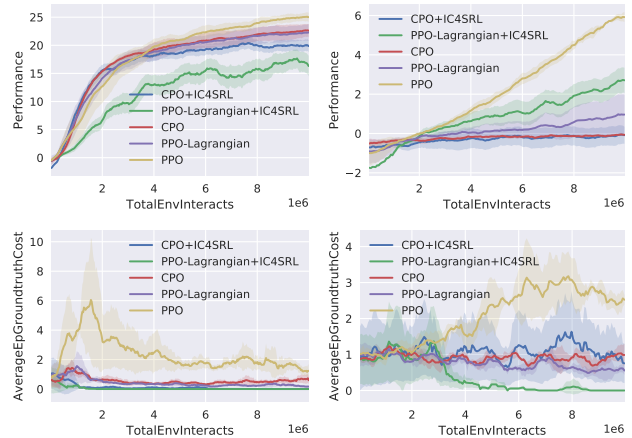 25
20
15
10
5
0
Performance
CPO+IC4SRL
PPO-Lagrangian+IC4SRL
CPO
PPO-Lagrangian
PPO
2 4 6 8
TotalEnvInteracts 1e6
6
4
2
0
−2
Performance
CPO+IC4SRL
PPO-Lagrangian+IC4SRL
CPO
PPO-Lagrangian
PPO
2 4 6 8
TotalEnvInteracts 1e6
10
8
6
4
2
0
AverageEpGroundtruthCost
CPO+IC4SRL
PPO-Lagrangian+IC4SRL
CPO
PPO-Lagrangian
PPO
2 4 6 8
TotalEnvInteracts 1e6
4
3
2
1
0
AverageEpGroundtruthCost
CPO+IC4SRL
PPO-Lagrangian+IC4SRL
CPO
PPO-Lagrangian
PPO
2 4 6 8
TotalEnvInteracts 1e6